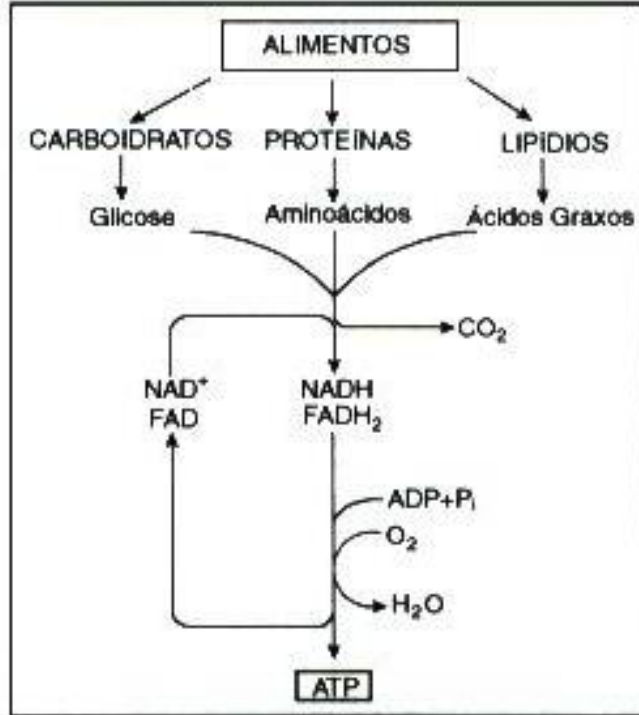 ALIMENTOS
CARBOIDRATOS PROTEÍNAS LIPÍDIOS
Glicose Aminoácidos Ácidos Graxos
CO₂
NAD⁺ NADH
FAD FADH₂
ADP+Pᵢ
O₂
H₂O
ATP